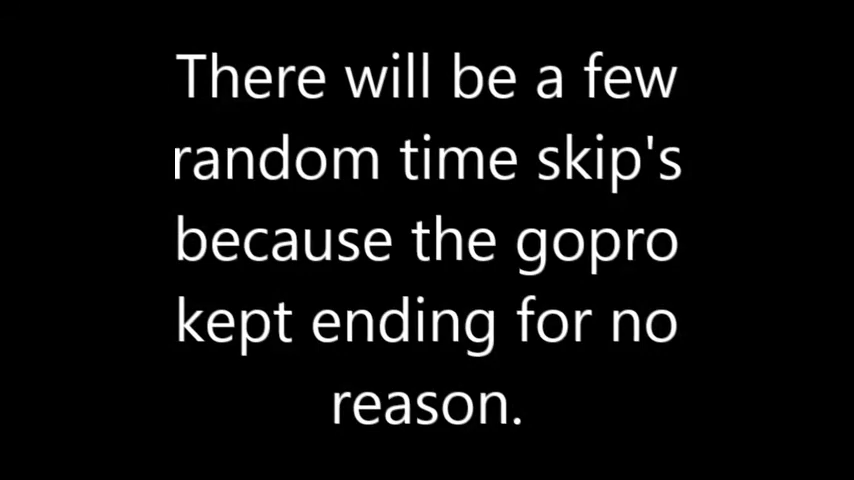 There will be a few
random time skip's
because the gopro
kept ending for no
reason.